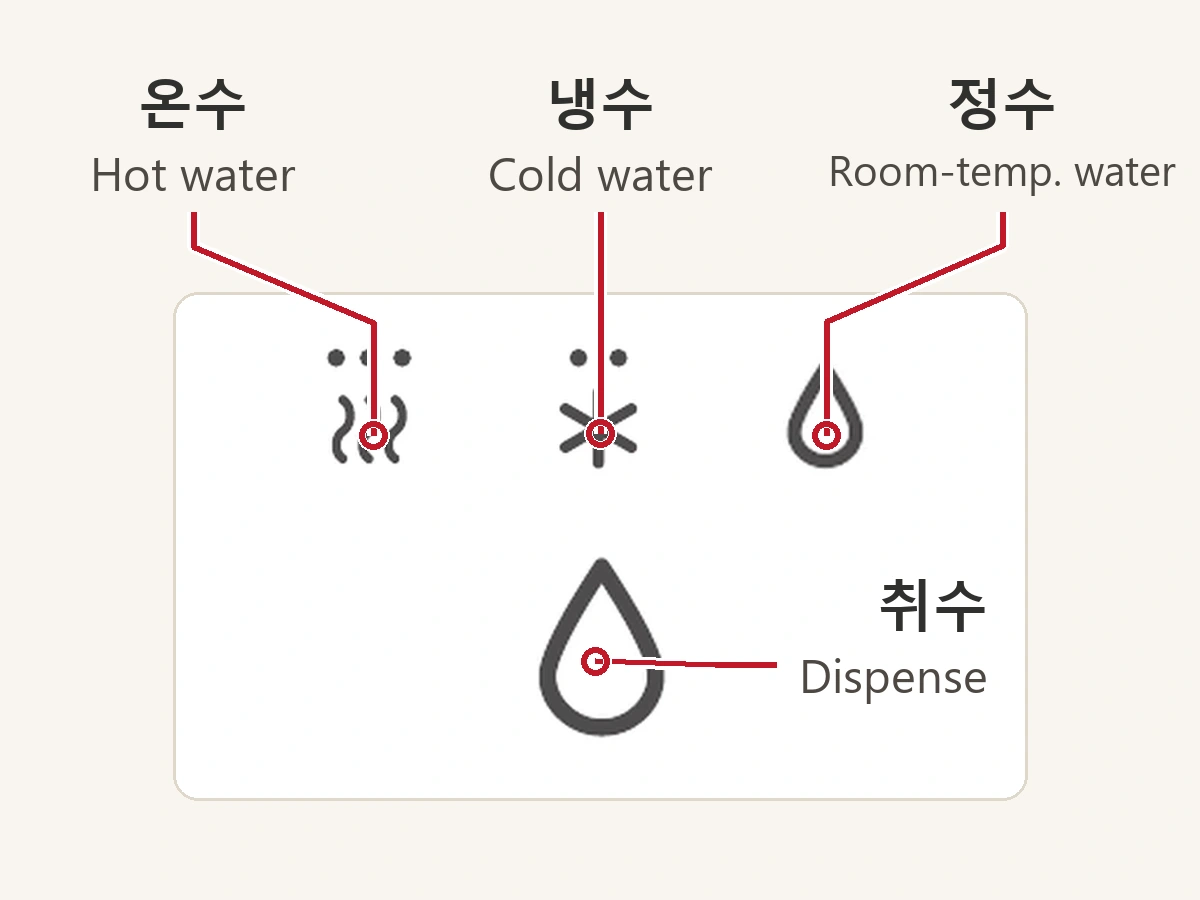 온수
Hot water
냉수
Cold water
정수
Room-temp. water
취수
Dispense